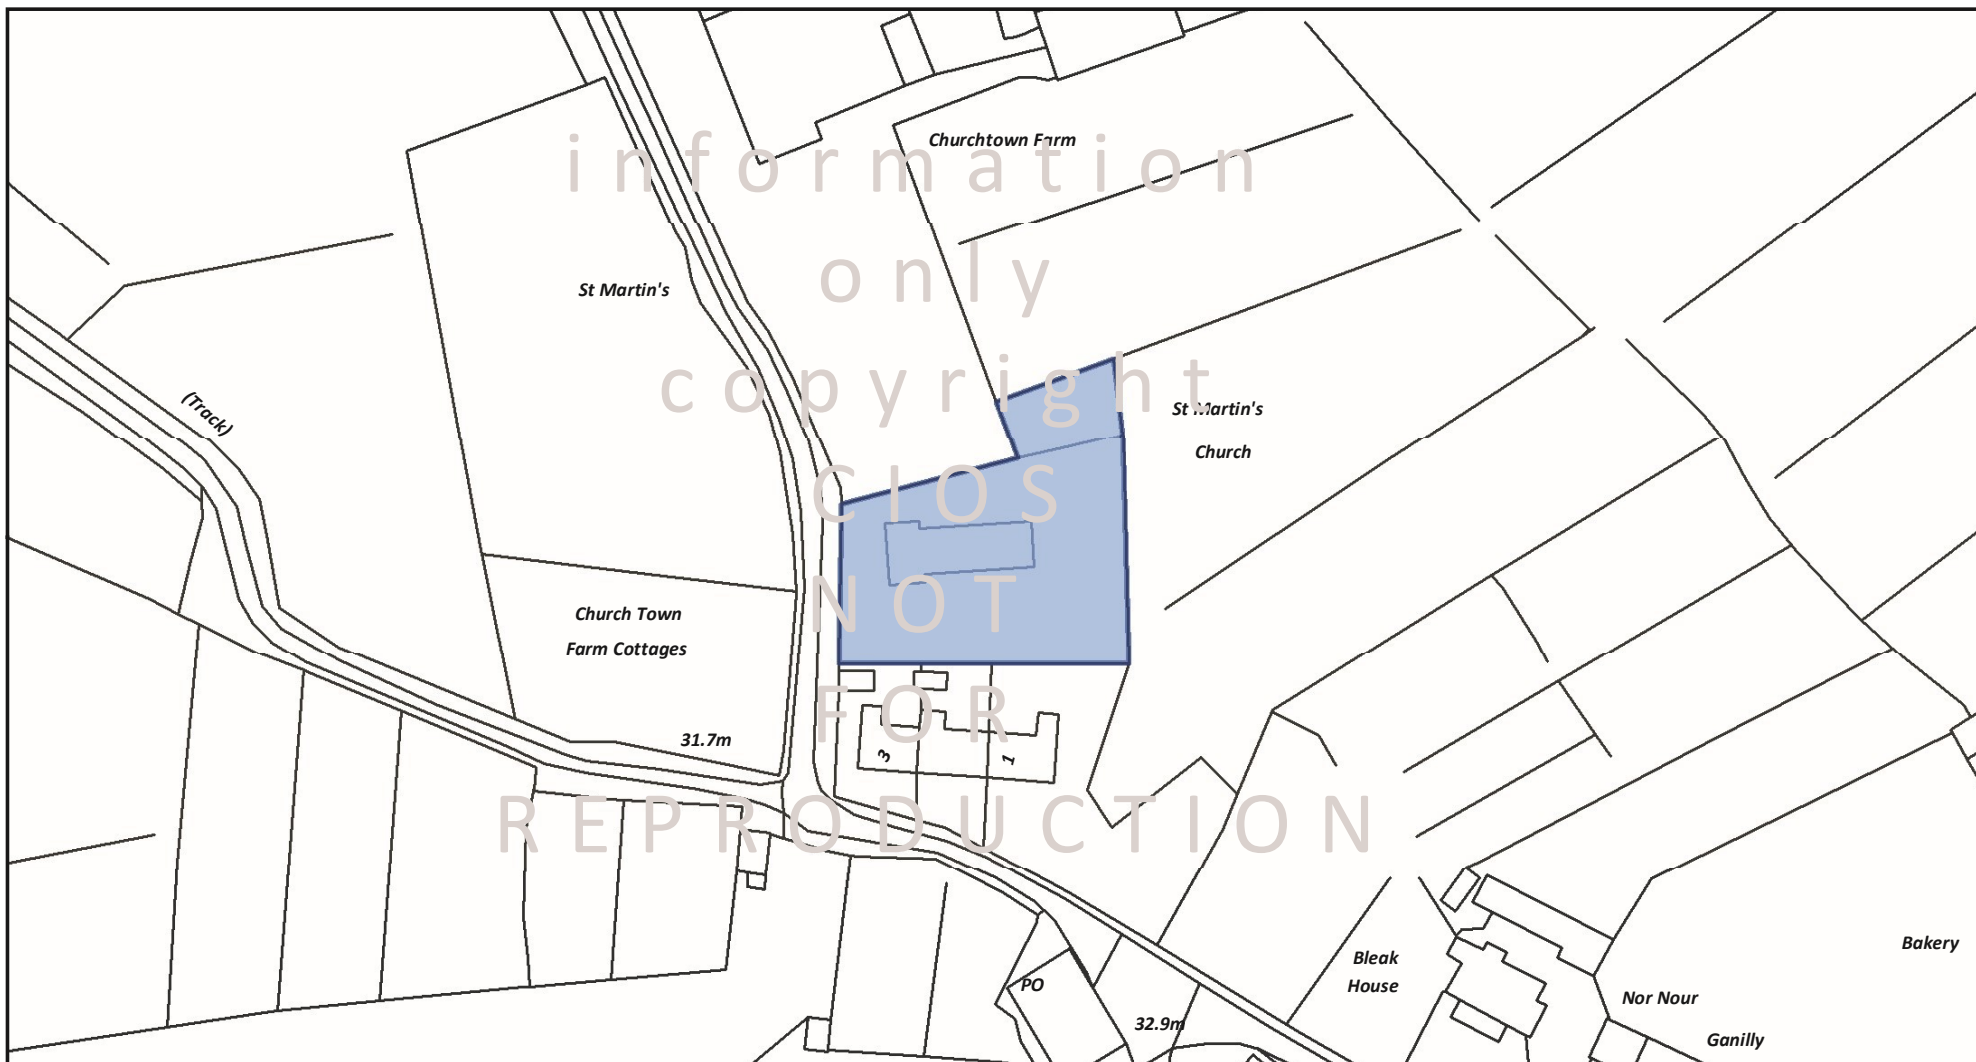 Churchtown Farm
information
only
St Martin's
copyright
(Track)
St Martin's
Church
CIOS
NOT
Church Town
Farm Cottages
FOR
31.7m
3
1
REPRODUCTION
Bleak
House
Bakery
PO
Nor Nour
32.9m
Ganilly